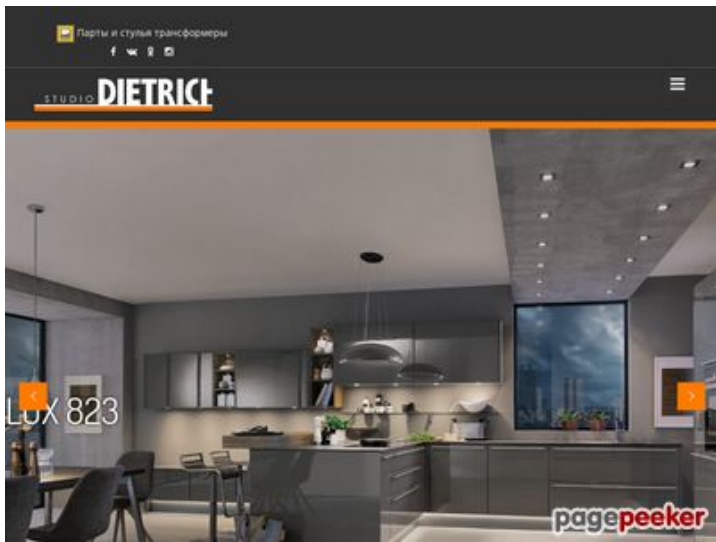 Парты и стулья трансформеры
STUDIO DIETRICH
LUX 823
pagepeeker